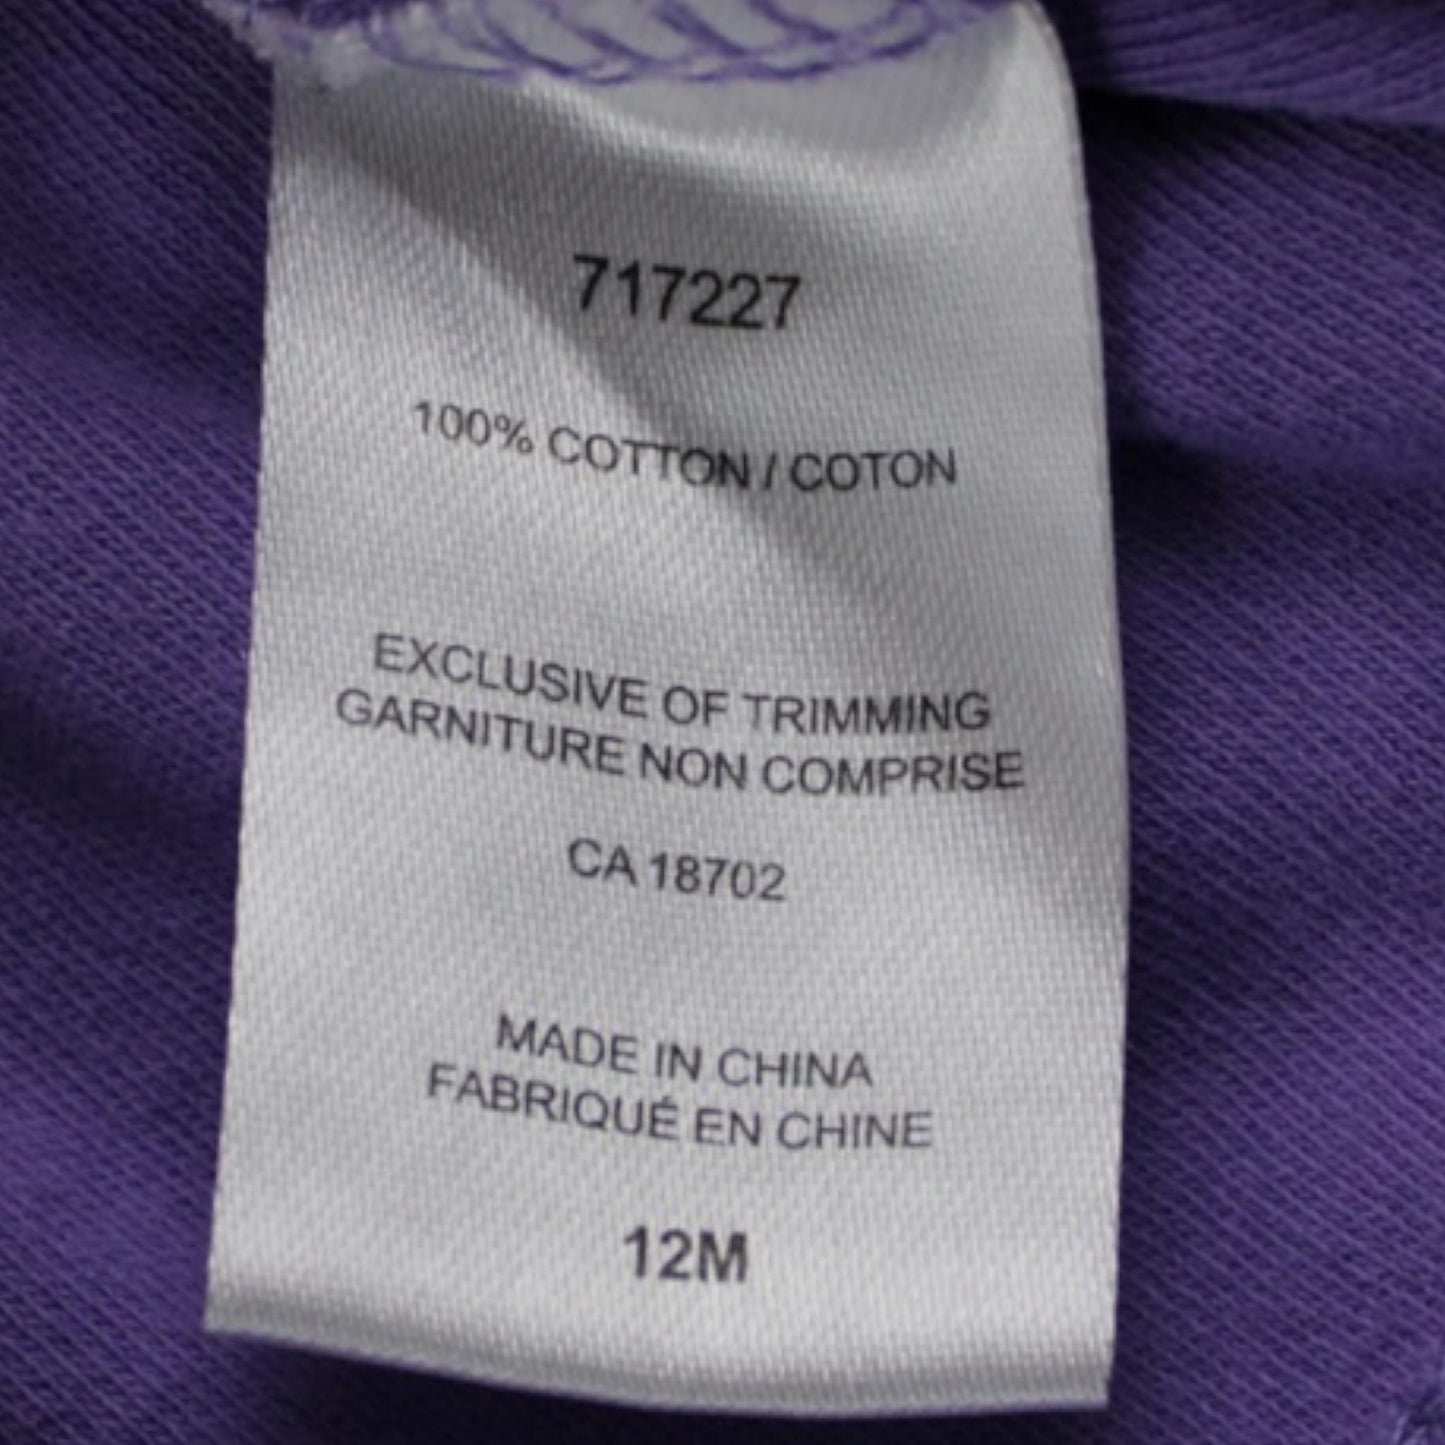 717227
100% COTTON / COTON
EXCLUSIVE OF TRIMMING
GARNITURE NON COMPRISE
CA 18702
MADE IN CHINA
FABRIQUÉ EN CHINE
12M